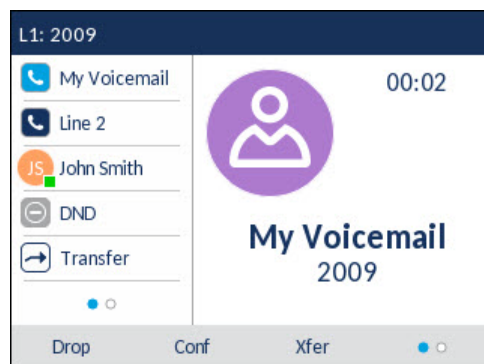 L1: 2009
My Voicemail
Line 2
JS John Smith
DND
Transfer
00:02
My Voicemail
2009
Drop Conf Xfer